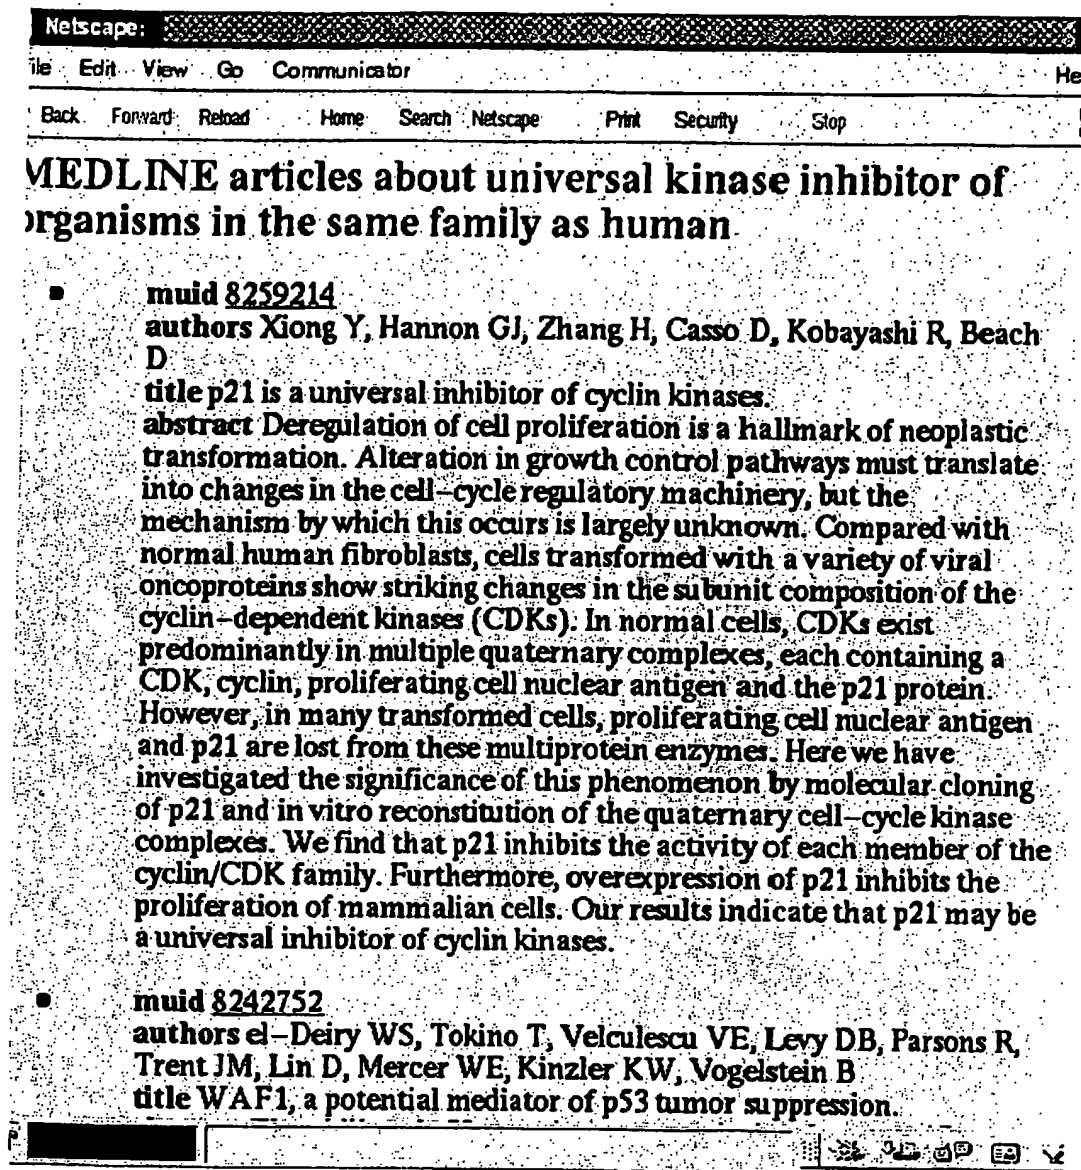 Netscape:
ile Edit View Go Communicator He
Back Forward Reload Home Search Netscape Print Security Stop
MEDLINE articles about universal kinase inhibitor of
organisms in the same family as human
muid 8259214
authors Xiong Y, Hannon GJ, Zhang H, Casso D, Kobayashi R, Beach
D
title p21 is a universal inhibitor of cyclin kinases.
abstract Deregulation of cell proliferation is a hallmark of neoplastic
transformation. Alteration in growth control pathways must translate
into changes in the cell-cycle regulatory machinery, but the
mechanism by which this occurs is largely unknown. Compared with
normal human fibroblasts, cells transformed with a variety of viral
oncoproteins show striking changes in the subunit composition of the
cyclin-dependent kinases (CDKs). In normal cells, CDKs exist
predominantly in multiple quaternary complexes, each containing a
CDK, cyclin, proliferating cell nuclear antigen and the p21 protein.
However, in many transformed cells, proliferating cell nuclear antigen
and p21 are lost from these multiprotein enzymes. Here we have
investigated the significance of this phenomenon by molecular cloning
of p21 and in vitro reconstitution of the quaternary cell-cycle kinase
complexes. We find that p21 inhibits the activity of each member of the
cyclin/CDK family. Furthermore, overexpression of p21 inhibits the
proliferation of mammalian cells. Our results indicate that p21 may be
a universal inhibitor of cyclin kinases.
muid 8242752
authors el-Deiry WS, Tokino T, Velculescu VE, Levy DB, Parsons R,
Trent JM, Lin D, Mercer WE, Kinzler KW, Vogelstein B
title WAF1, a potential mediator of p53 tumor suppression.